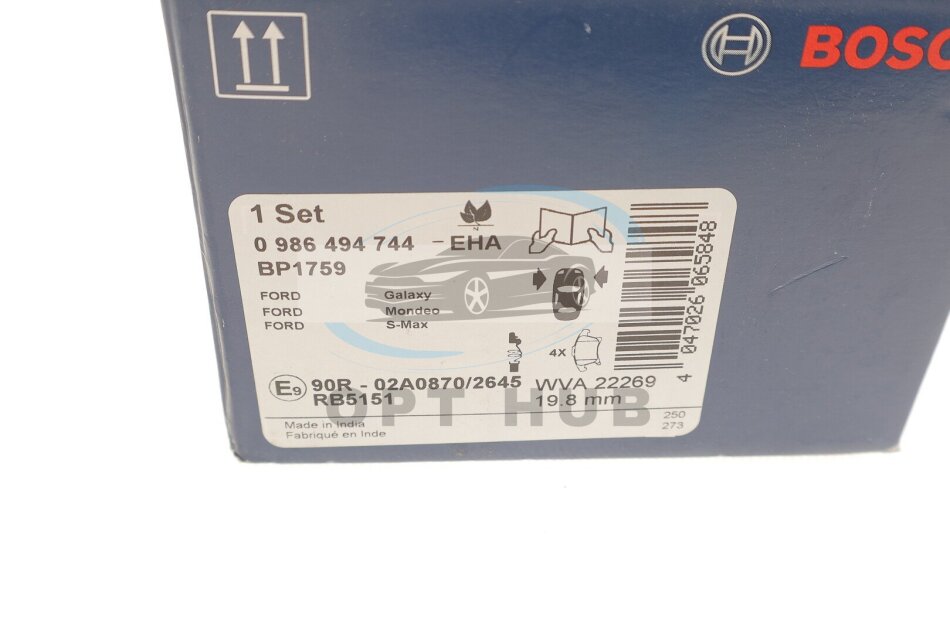 BOSC
1 Set
0 986 494 744 - EHA
BP1759
FORD Galaxy
FORD Mondeo
FORD S-Max
4X
4 047026 065848
E9 90R - 02A0870/2645 WVA 22269
RB5151 19.8 mm
OPT HUB
Made in India 250
Fabriqué en Inde 273